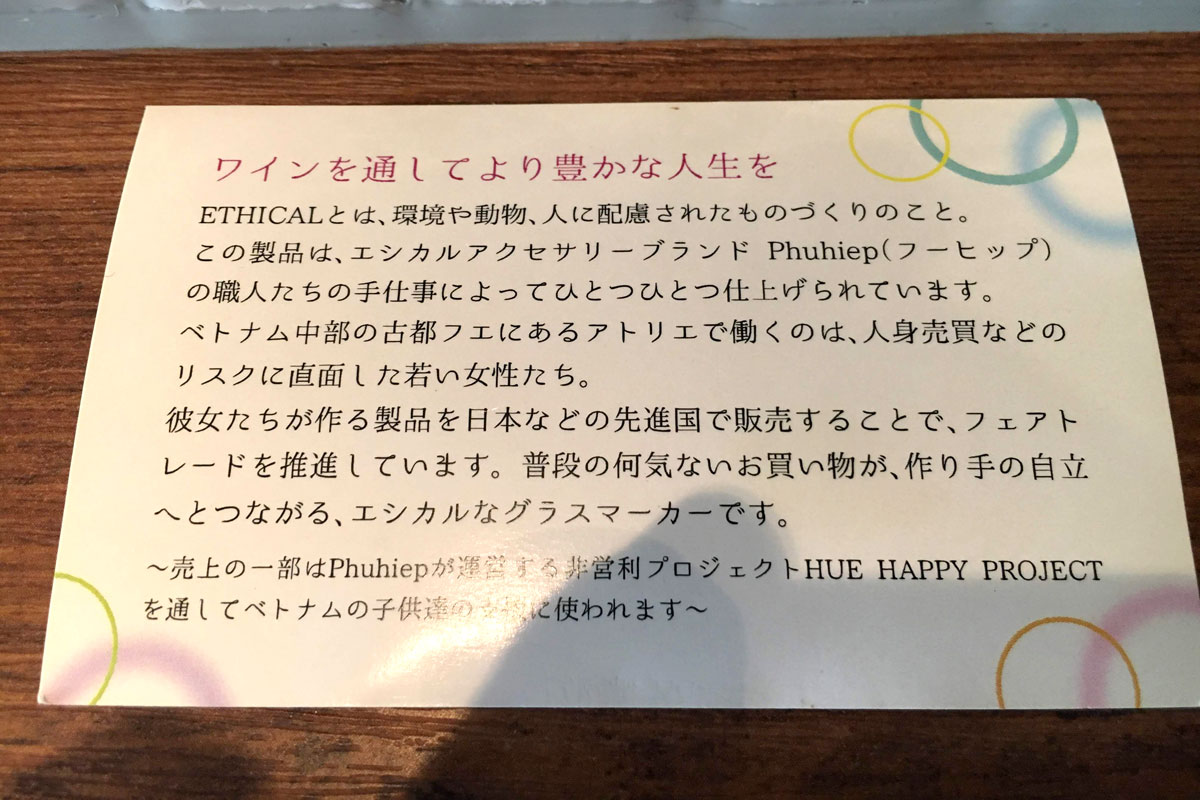 ワインを通してより豊かな人生を
ETHICALとは、環境や動物、人に配慮されたものづくりのこと。
この製品は、エシカルアクセサリーブランド Phuhiep(フーヒップ)
の職人たちの手仕事によってひとつひとつ仕上げられています。
ベトナム中部の古都フエにあるアトリエで働くのは、人身売買などの
リスクに直面した若い女性たち。
彼女たちが作る製品を日本などの先進国で販売することで、フェアト
レードを推進しています。普段の何気ないお買い物が、作り手の自立
へとつながる、エシカルなグラスマーカーです。
～売上の一部はPhuhiepが運営する非営利プロジェクトHUE HAPPY PROJECT
を通してベトナムの子供達の に使われます～